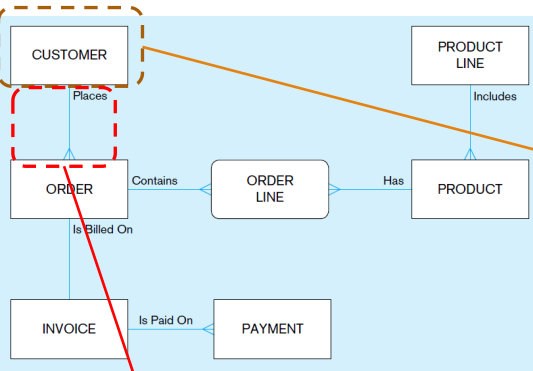 CUSTOMER
PRODUCT
LINE
Places
Includes
ORDER
Contains
ORDER
LINE
Has
PRODUCT
Is Billed On
INVOICE
Is Paid On
PAYMENT